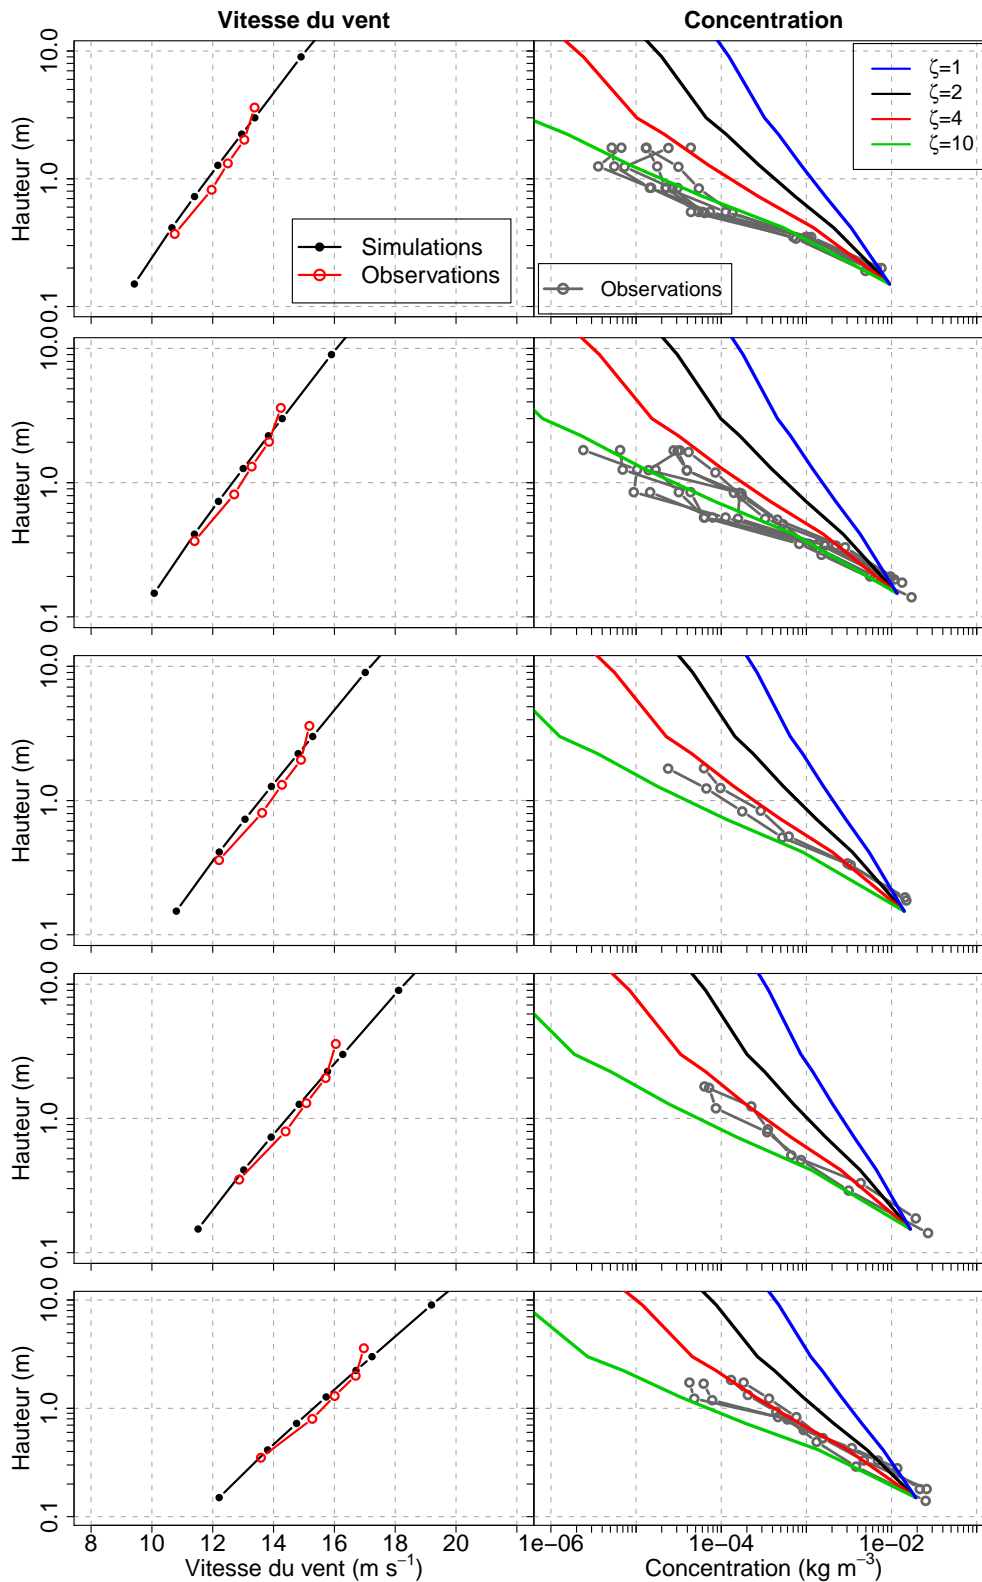 Vitesse du vent
Concentration
Hauteur (m)
10.0
1.0
0.1
Simulations
Observations
Observations
ζ=1
ζ=2
ζ=4
ζ=10
Hauteur (m)
10.0
1.0
0.1
Hauteur (m)
10.0
1.0
0.1
Hauteur (m)
10.0
1.0
0.1
Hauteur (m)
10.0
1.0
0.1
8 10 12 14 16 18 20
1e−06 1e−04 1e−02
Vitesse du vent (m s⁻¹)
Concentration (kg m⁻³)